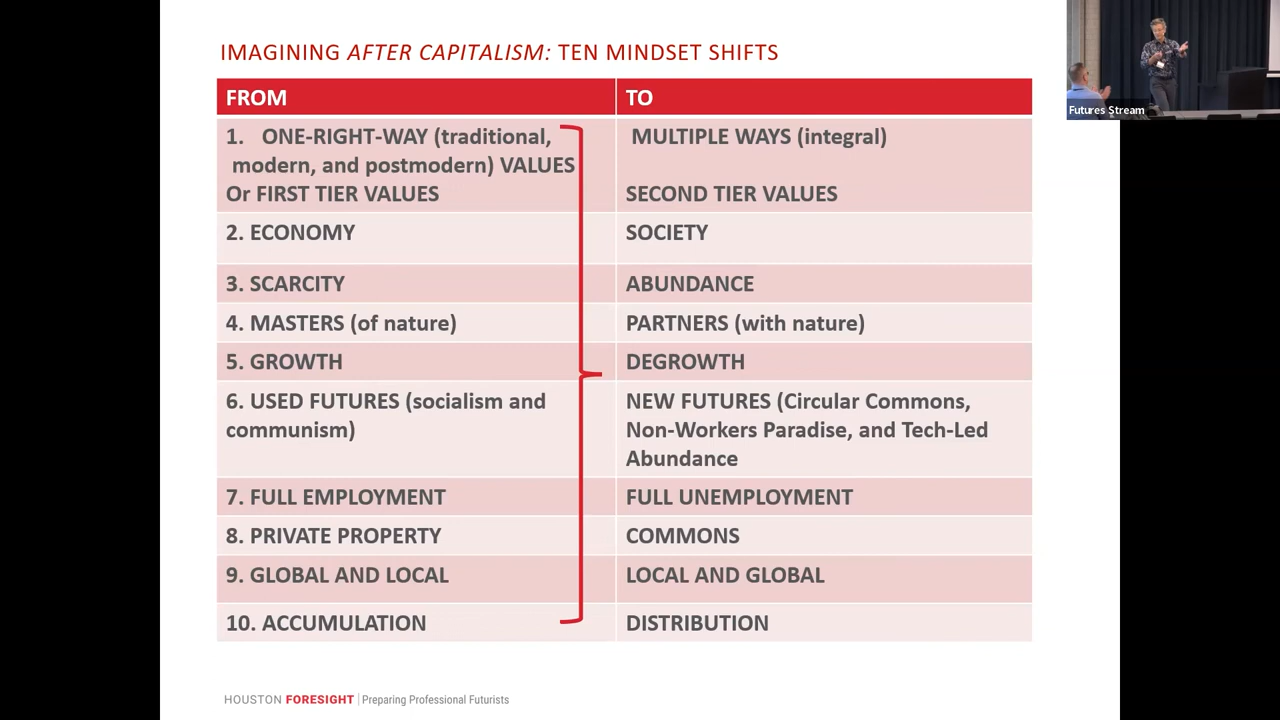 IMAGINING AFTER CAPITALISM: TEN MINDSET SHIFTS
FROM
TO
1. ONE-RIGHT-WAY (traditional,
modern, and postmodern) VALUES
Or FIRST TIER VALUES
MULTIPLE WAYS (integral)
SECOND TIER VALUES
2. ECONOMY
SOCIETY
3. SCARCITY
ABUNDANCE
4. MASTERS (of nature)
PARTNERS (with nature)
5. GROWTH
DEGROWTH
6. USED FUTURES (socialism and
communism)
NEW FUTURES (Circular Commons,
Non-Workers Paradise, and Tech-Led
Abundance
7. FULL EMPLOYMENT
FULL UNEMPLOYMENT
8. PRIVATE PROPERTY
COMMONS
9. GLOBAL AND LOCAL
LOCAL AND GLOBAL
10. ACCUMULATION
DISTRIBUTION
HOUSTON FORESIGHT | Preparing Professional Futurists
Futures Stream